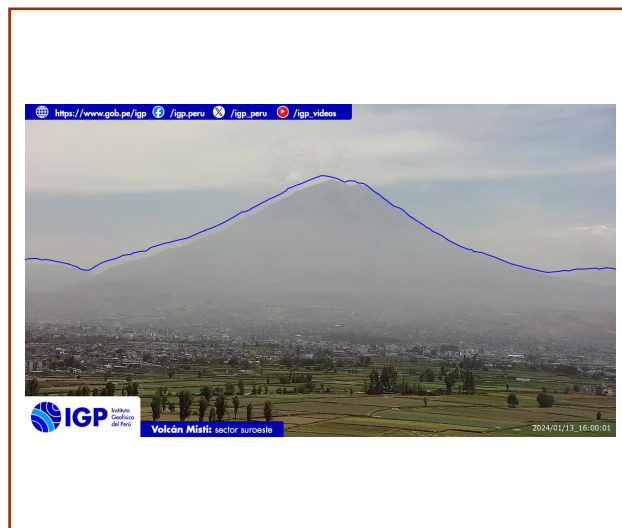 https://www.gob.pe/igp /igp.peru /igp_peru /igp_videos
IGP
Instituto
Geofísico
del Perú
Volcán Misti: sector suroeste
2024/01/13_16:00:01